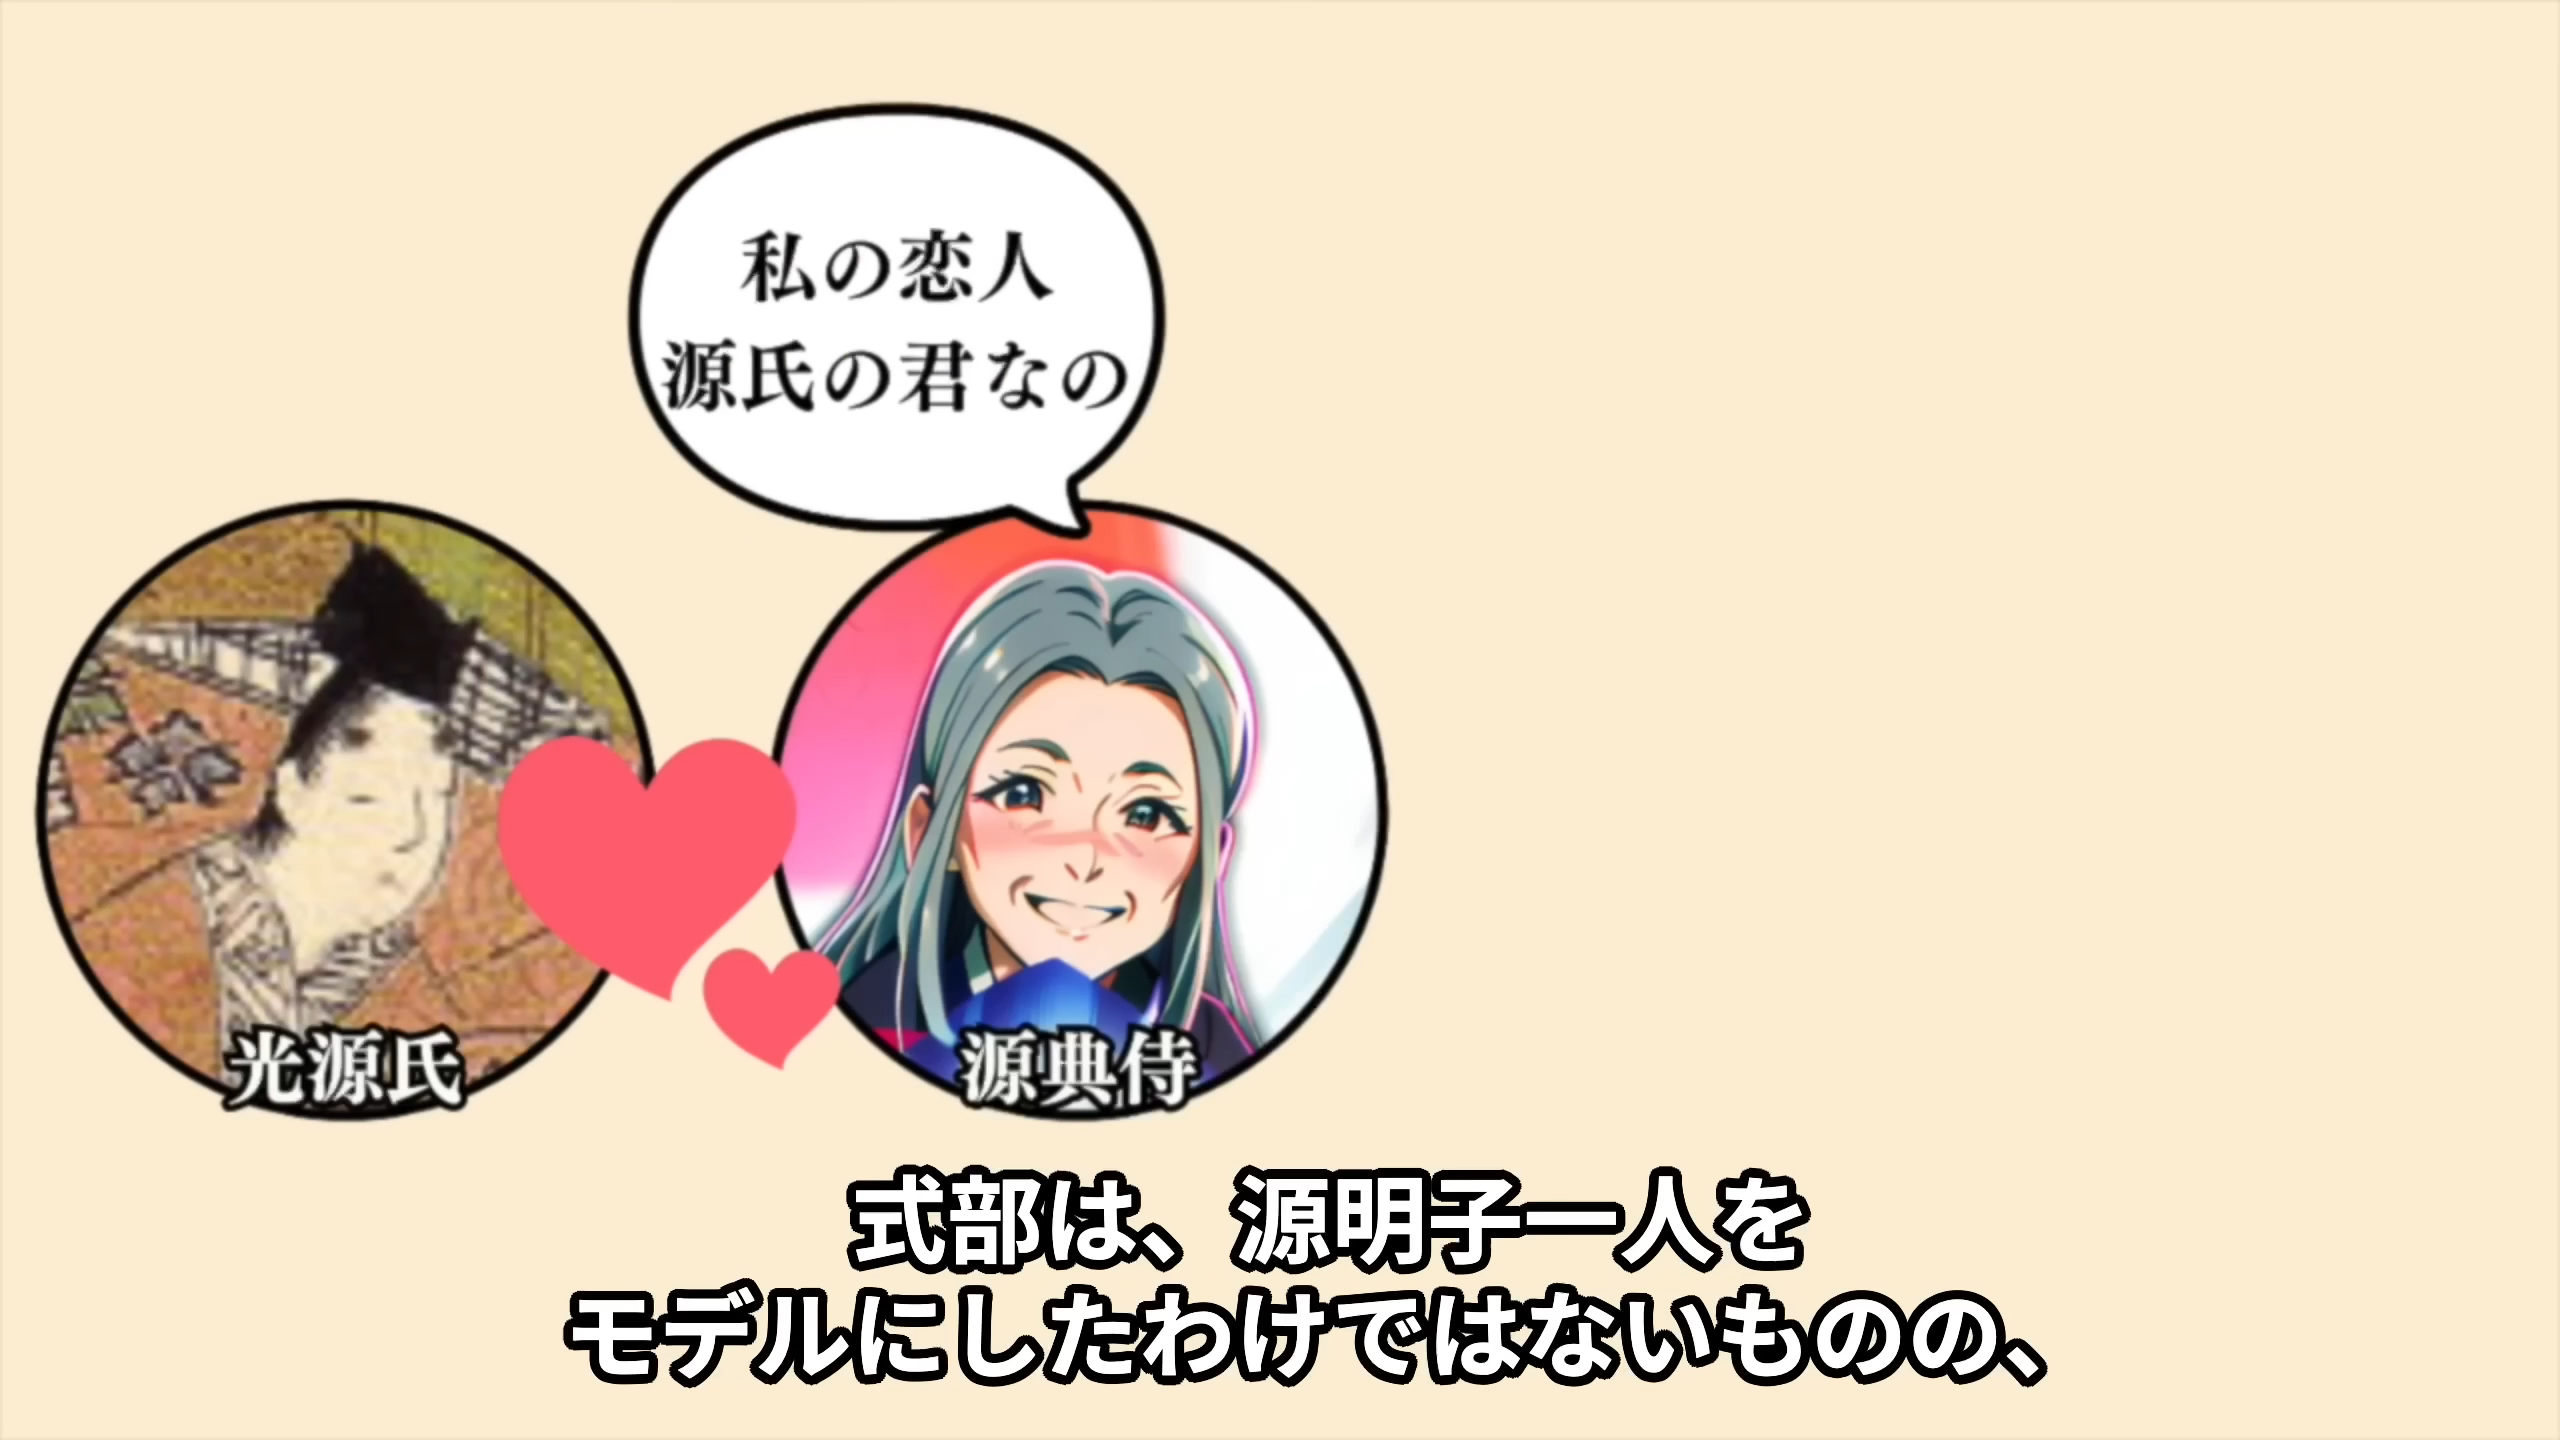 私の恋人
源氏の君なの
光源氏
源典侍
式部は、源明子一人を
モデルにしたわけではないものの、